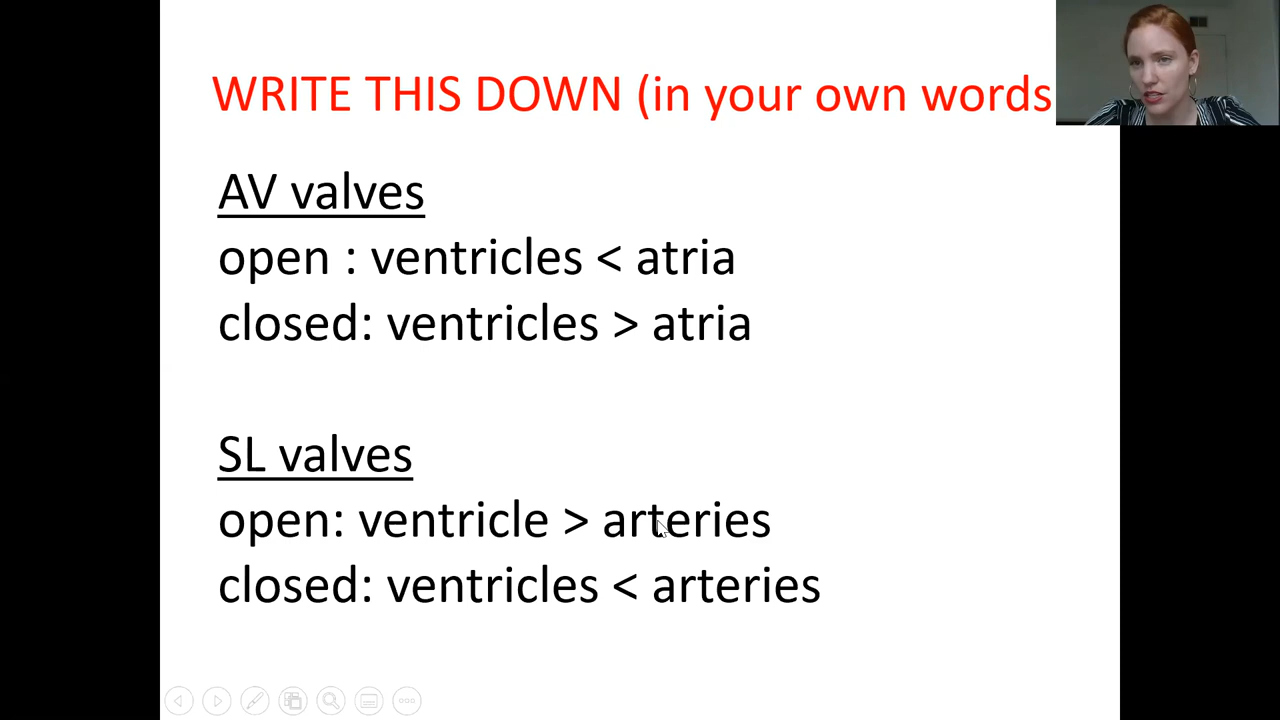 WRITE THIS DOWN (in your own words
AV valves
open : ventricles < atria
closed: ventricles > atria
SL valves
open: ventricle > arteries
closed: ventricles < arteries